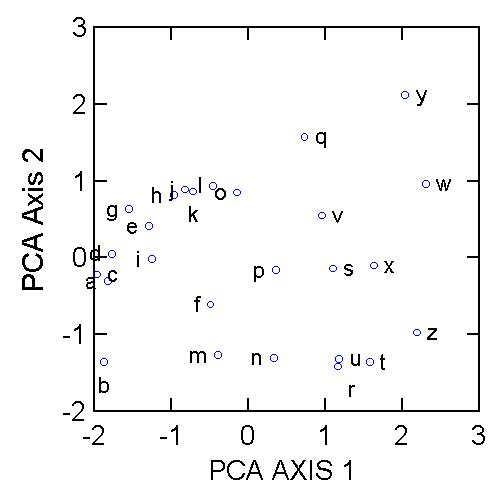 3
y
2
q
1
w
h j l o
k
g
v
e
PCA Axis 2
0
d
i
p
s
x
a c
f
-1
z
m
n
u
t
b
r
-2
-2 -1 0 1 2 3
PCA AXIS 1